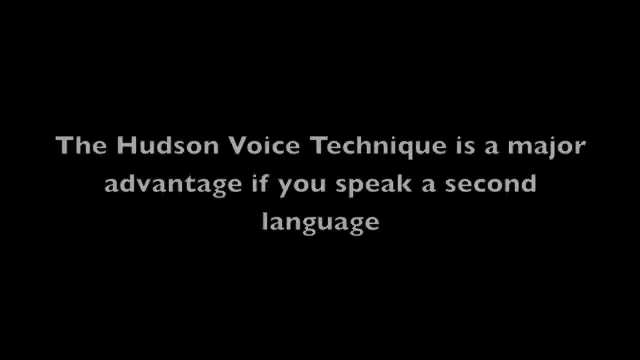 The Hudson Voice Technique is a major
advantage if you speak a second
language